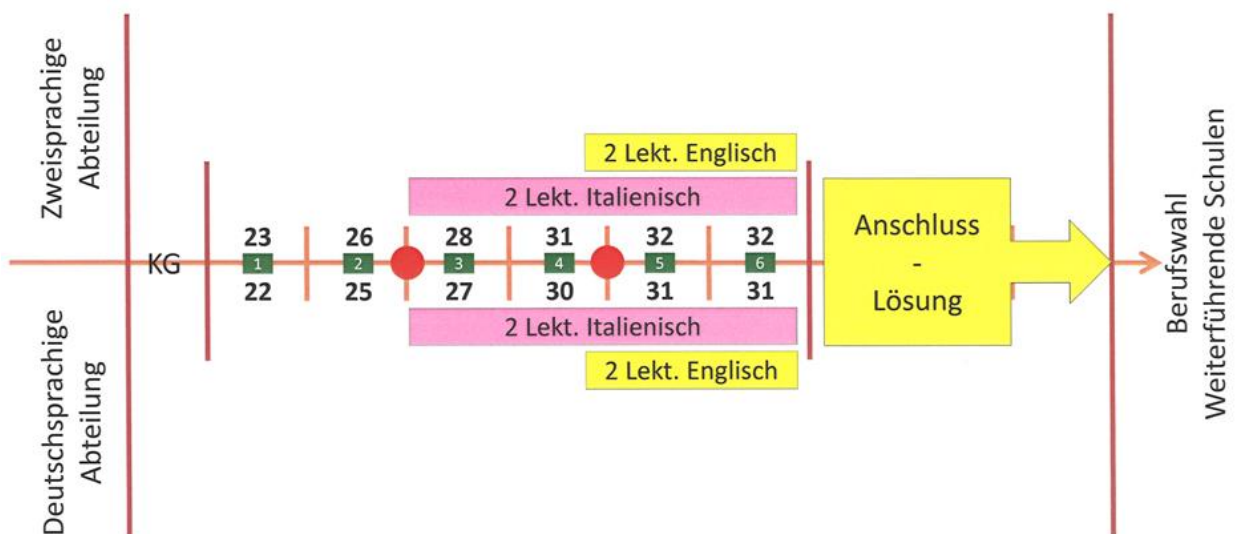 Zweisprachige
Abteilung
2 Lekt. Englisch
2 Lekt. Italienisch
23 26 28 31 32 32
KG 1 2 3 4 5 6
22 25 27 30 31 31
2 Lekt. Italienisch
2 Lekt. Englisch
Deutschsprachige
Abteilung
Anschluss
-
Lösung
Berufswahl
Weiterführende Schulen